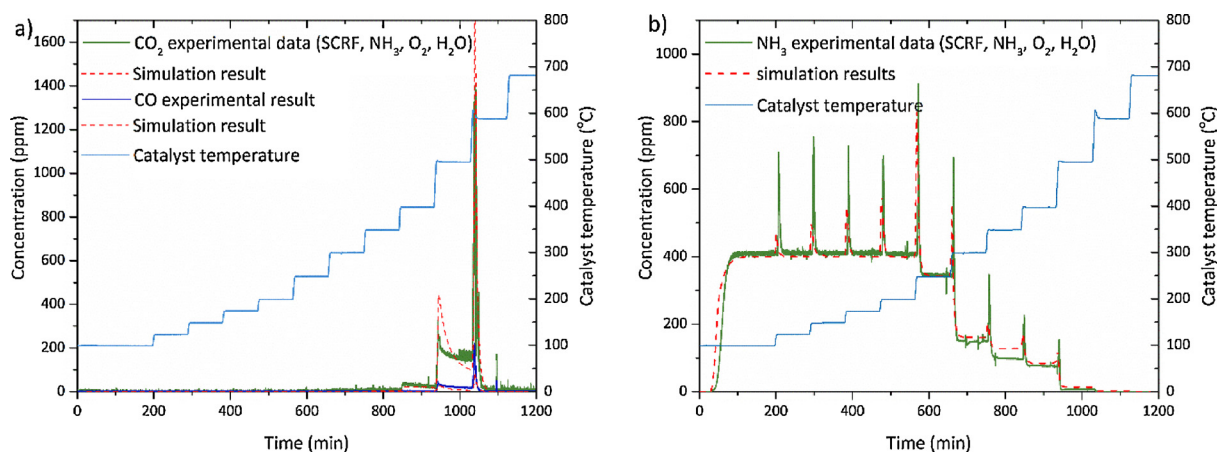 a)
CO2 experimental data (SCRF, NH3, O2, H2O)
Simulation result
CO experimental result
Simulation result
Catalyst temperature
Concentration (ppm)
1600
1400
1200
1000
800
600
400
200
0
0 200 400 600 800 1000 1200
Time (min)
800
700
600
500
400
300
200
100
0
Catalyst temperature (°C)
b)
NH3 experimental data (SCRF, NH3, O2, H2O)
simulation results
Catalyst temperature
Concentration (ppm)
1000
800
600
400
200
0
0 200 400 600 800 1000 1200
Time (min)
800
700
600
500
400
300
200
100
0
Catalyst temperature (°C)